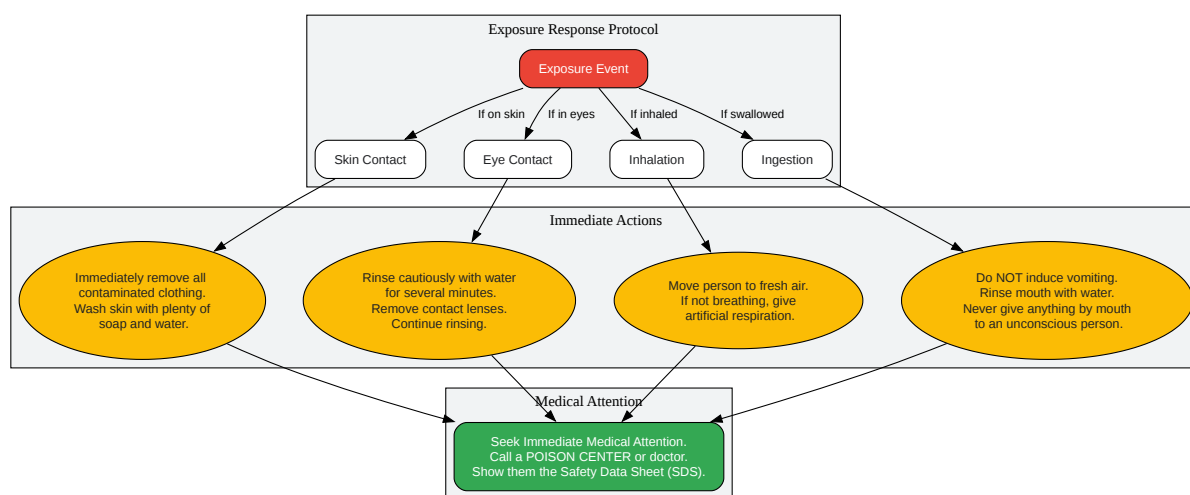 Exposure Response Protocol
Exposure Event
If on skin
If in eyes
If inhaled
If swallowed
Skin Contact
Eye Contact
Inhalation
Ingestion
Immediate Actions
Immediately remove all
contaminated clothing.
Wash skin with plenty of
soap and water.
Rinse cautiously with water
for several minutes.
Remove contact lenses.
Continue rinsing.
Move person to fresh air.
If not breathing, give
artificial respiration.
Do NOT induce vomiting.
Rinse mouth with water.
Never give anything by mouth
to an unconscious person.
Medical Attention
Seek Immediate Medical Attention.
Call a POISON CENTER or doctor.
Show them the Safety Data Sheet (SDS).